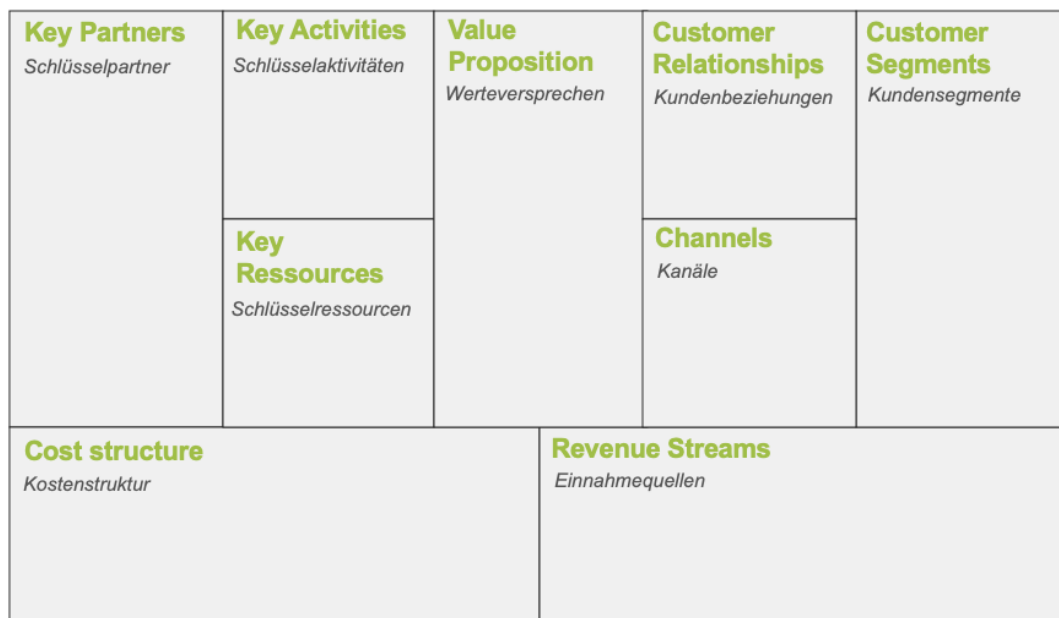 Key Partners
Schlüsselpartner
Key Activities
Schlüsselaktivitäten
Key
Ressources
Schlüsselressourcen
Value
Proposition
Werteversprechen
Customer
Relationships
Kundenbeziehungen
Channels
Kanäle
Customer
Segments
Kundensegmente
Cost structure
Kostenstruktur
Revenue Streams
Einnahmequellen